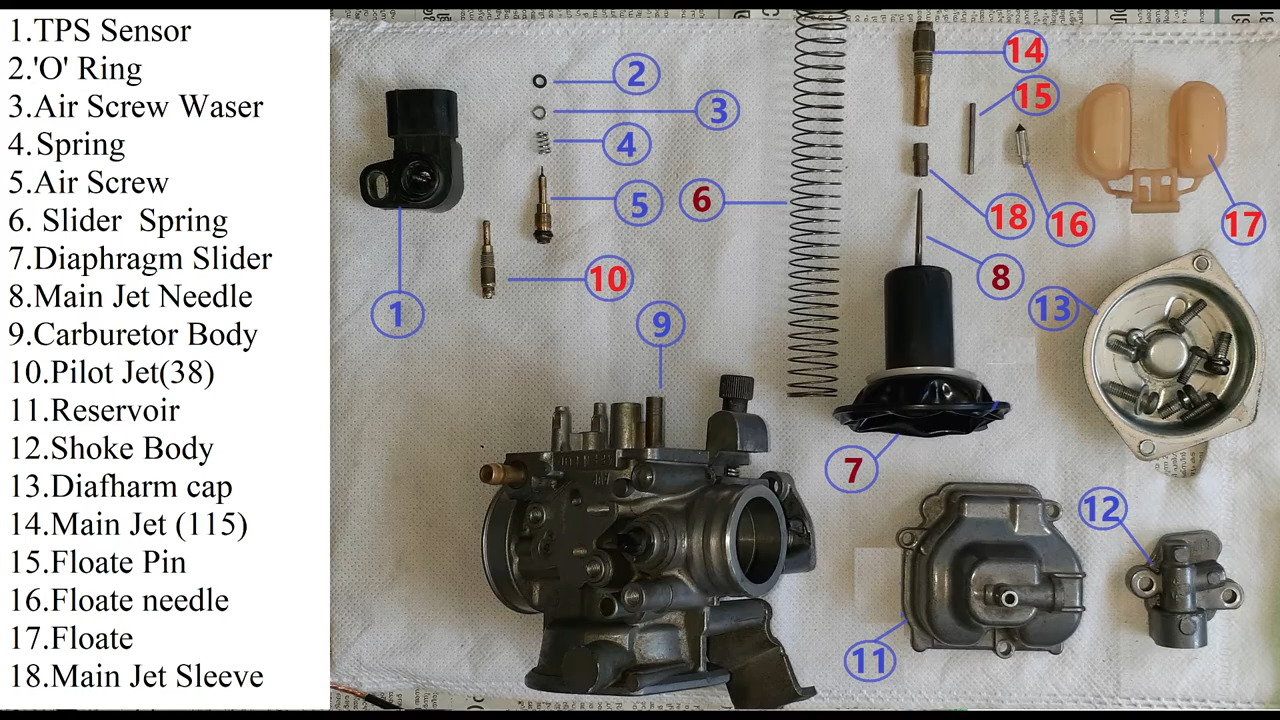 1.TPS Sensor
2.'O' Ring
3.Air Screw Waser
4.Spring
5.Air Screw
6. Slider  Spring
7.Diaphragm Slider
8.Main Jet Needle
9.Carburetor Body
10.Pilot Jet(38)
11.Reservoir
12.Shoke Body
13.Diafharm cap
14.Main Jet (115)
15.Floate Pin
16.Floate needle
17.Floate
18.Main Jet Sleeve
2
14
15
3
4
6
5
18
16
17
10
8
1
9
13
7
12
11